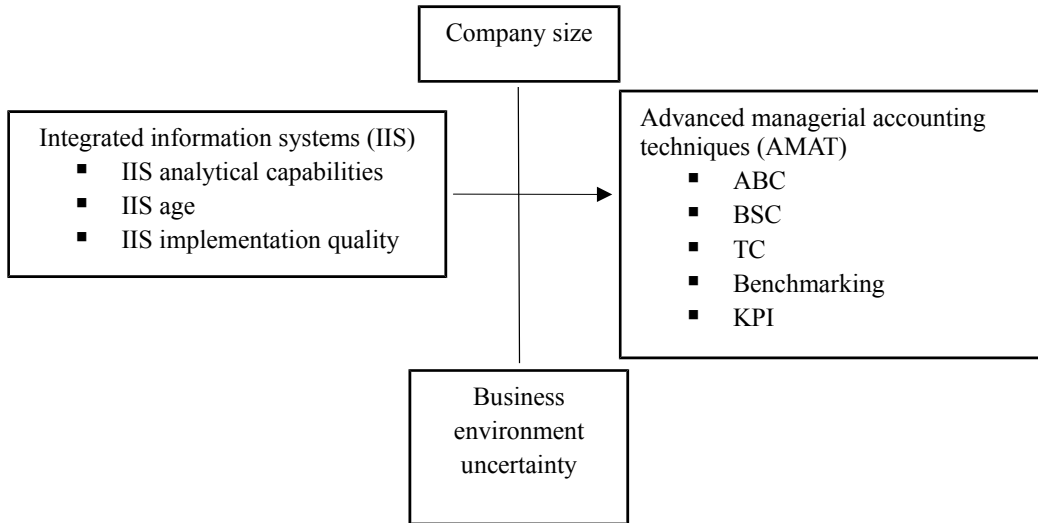 Company size
Integrated information systems (IIS)
▪ IIS analytical capabilities
▪ IIS age
▪ IIS implementation quality
Advanced managerial accounting
techniques (AMAT)
▪ ABC
▪ BSC
▪ TC
▪ Benchmarking
▪ KPI
Business
environment
uncertainty